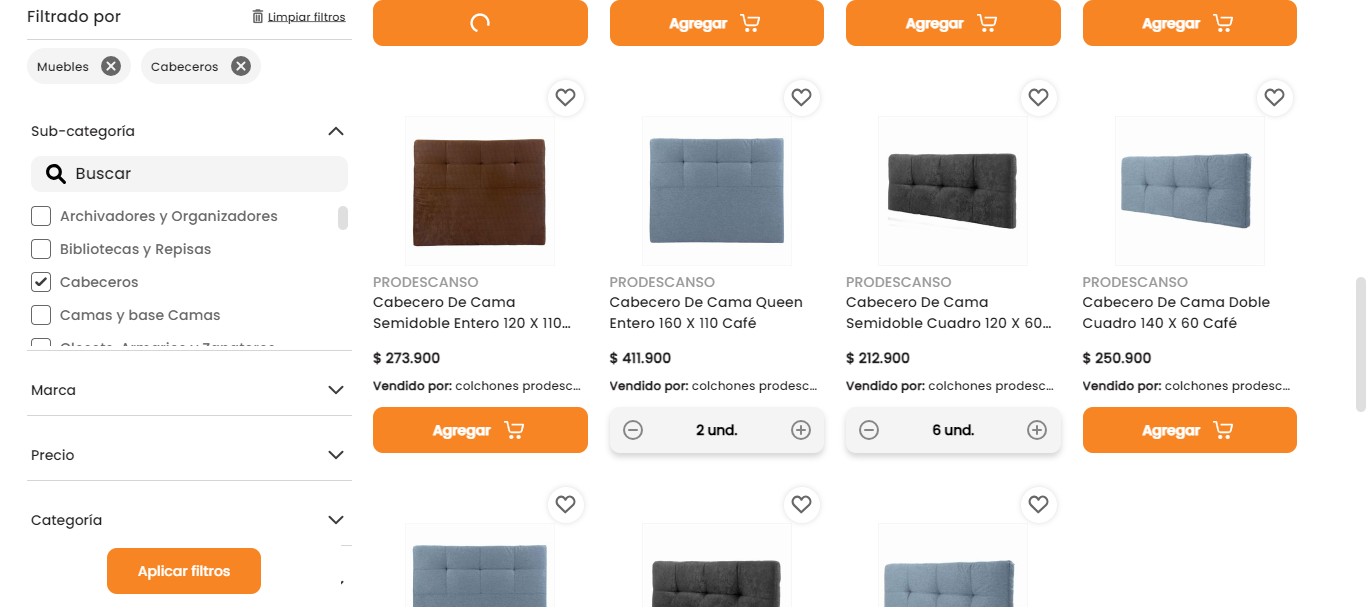 Filtrado por
Limpiar filtros
Muebles
Cabeceros
Sub-categoría
Buscar
Archivadores y Organizadores
Bibliotecas y Repisas
Cabeceros
Camas y base Camas
Closets, Armarios y Zapateros
Marca
Precio
Categoría
Aplicar filtros
Agregar
Agregar
Agregar
PRODESCANSO
Cabecero De Cama
Semidoble Entero 120 X 110...
$ 273.900
Vendido por: colchones prodesc...
Agregar
PRODESCANSO
Cabecero De Cama Queen
Entero 160 X 110 Café
$ 411.900
Vendido por: colchones prodesc...
2 und.
PRODESCANSO
Cabecero De Cama
Semidoble Cuadro 120 X 60...
$ 212.900
Vendido por: colchones prodesc...
6 und.
PRODESCANSO
Cabecero De Cama Doble
Cuadro 140 X 60 Café
$ 250.900
Vendido por: colchones prodesc...
Agregar